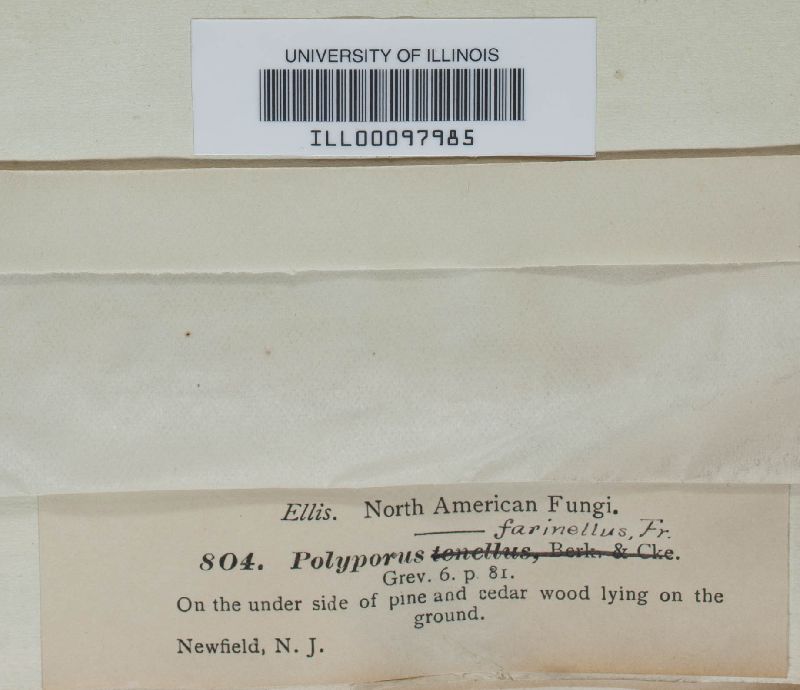 UNIVERSITY OF ILLINOIS
ILL00097985
Ellis. North American Fungi.
—— farinellus, Fr.
804. Polyporus tenellus, Berk. & Cke.
Grev. 6. p. 81.
On the under side of pine and cedar wood lying on the
ground.
Newfield, N. J.